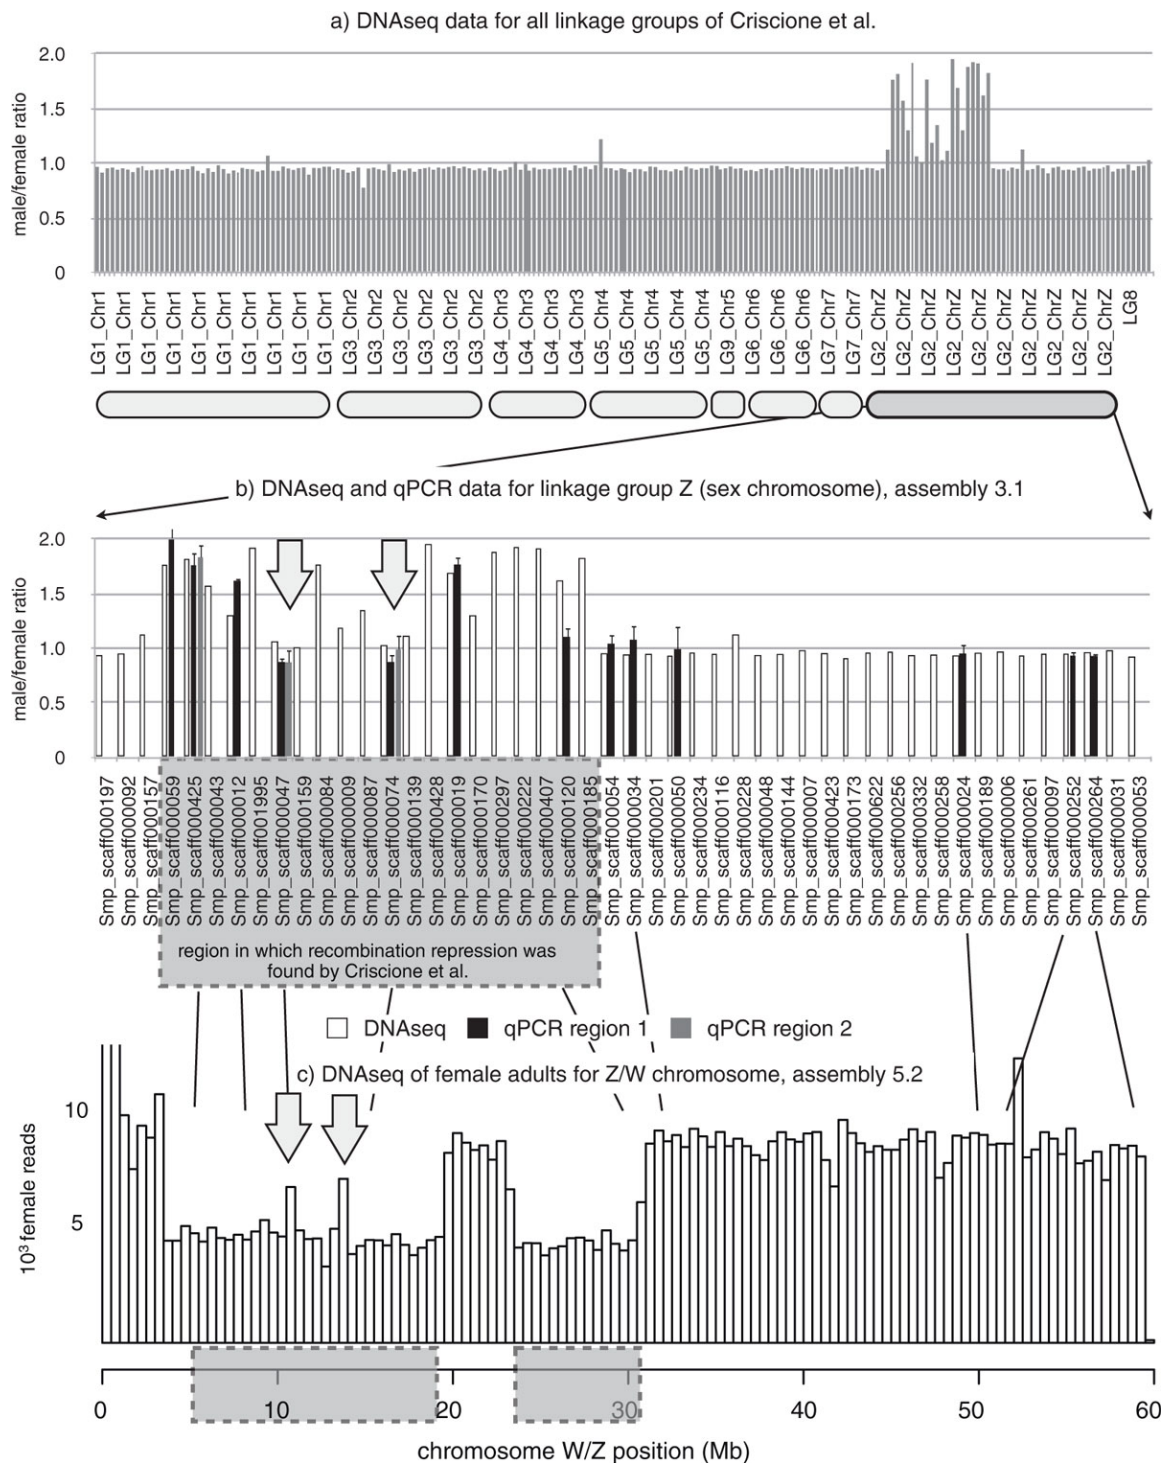 a) DNAseq data for all linkage groups of Criscione et al.
male/female ratio
2.0
1.5
1.0
0.5
0
LG1_Chr1
LG1_Chr1
LG1_Chr1
LG1_Chr1
LG1_Chr1
LG1_Chr1
LG1_Chr1
LG1_Chr1
LG1_Chr1
LG1_Chr1
LG3_Chr2
LG3_Chr2
LG3_Chr2
LG3_Chr2
LG3_Chr2
LG3_Chr2
LG4_Chr3
LG4_Chr3
LG4_Chr3
LG4_Chr3
LG5_Chr4
LG5_Chr4
LG5_Chr4
LG5_Chr4
LG5_Chr4
LG9_Chr5
LG6_Chr6
LG6_Chr6
LG6_Chr6
LG7_Chr7
LG7_Chr7
LG2_ChrZ
LG2_ChrZ
LG2_ChrZ
LG2_ChrZ
LG2_ChrZ
LG2_ChrZ
LG2_ChrZ
LG2_ChrZ
LG2_ChrZ
LG2_ChrZ
LG8
b) DNAseq and qPCR data for linkage group Z (sex chromosome), assembly 3.1
male/female ratio
2.0
1.5
1.0
0.5
0
Smp_scaff000197
Smp_scaff000092
Smp_scaff000157
Smp_scaff000059
Smp_scaff000425
Smp_scaff000043
Smp_scaff000012
Smp_scaff001995
Smp_scaff000047
Smp_scaff000159
Smp_scaff000084
Smp_scaff000009
Smp_scaff000087
Smp_scaff000074
Smp_scaff000139
Smp_scaff000428
Smp_scaff000019
Smp_scaff000170
Smp_scaff000297
Smp_scaff000222
Smp_scaff000407
Smp_scaff000120
Smp_scaff000185
Smp_scaff000054
Smp_scaff000034
Smp_scaff000201
Smp_scaff000050
Smp_scaff000234
Smp_scaff000116
Smp_scaff000228
Smp_scaff000048
Smp_scaff000144
Smp_scaff000007
Smp_scaff000423
Smp_scaff000173
Smp_scaff000622
Smp_scaff000256
Smp_scaff000332
Smp_scaff000258
Smp_scaff000024
Smp_scaff000189
Smp_scaff000006
Smp_scaff000261
Smp_scaff000097
Smp_scaff000252
Smp_scaff000264
Smp_scaff000031
Smp_scaff000053
region in which recombination repression was
found by Criscione et al.
DNAseq qPCR region 1 qPCR region 2
c) DNAseq of female adults for Z/W chromosome, assembly 5.2
10³ female reads
10
5
0 10 20 30 40 50 60
chromosome W/Z position (Mb)